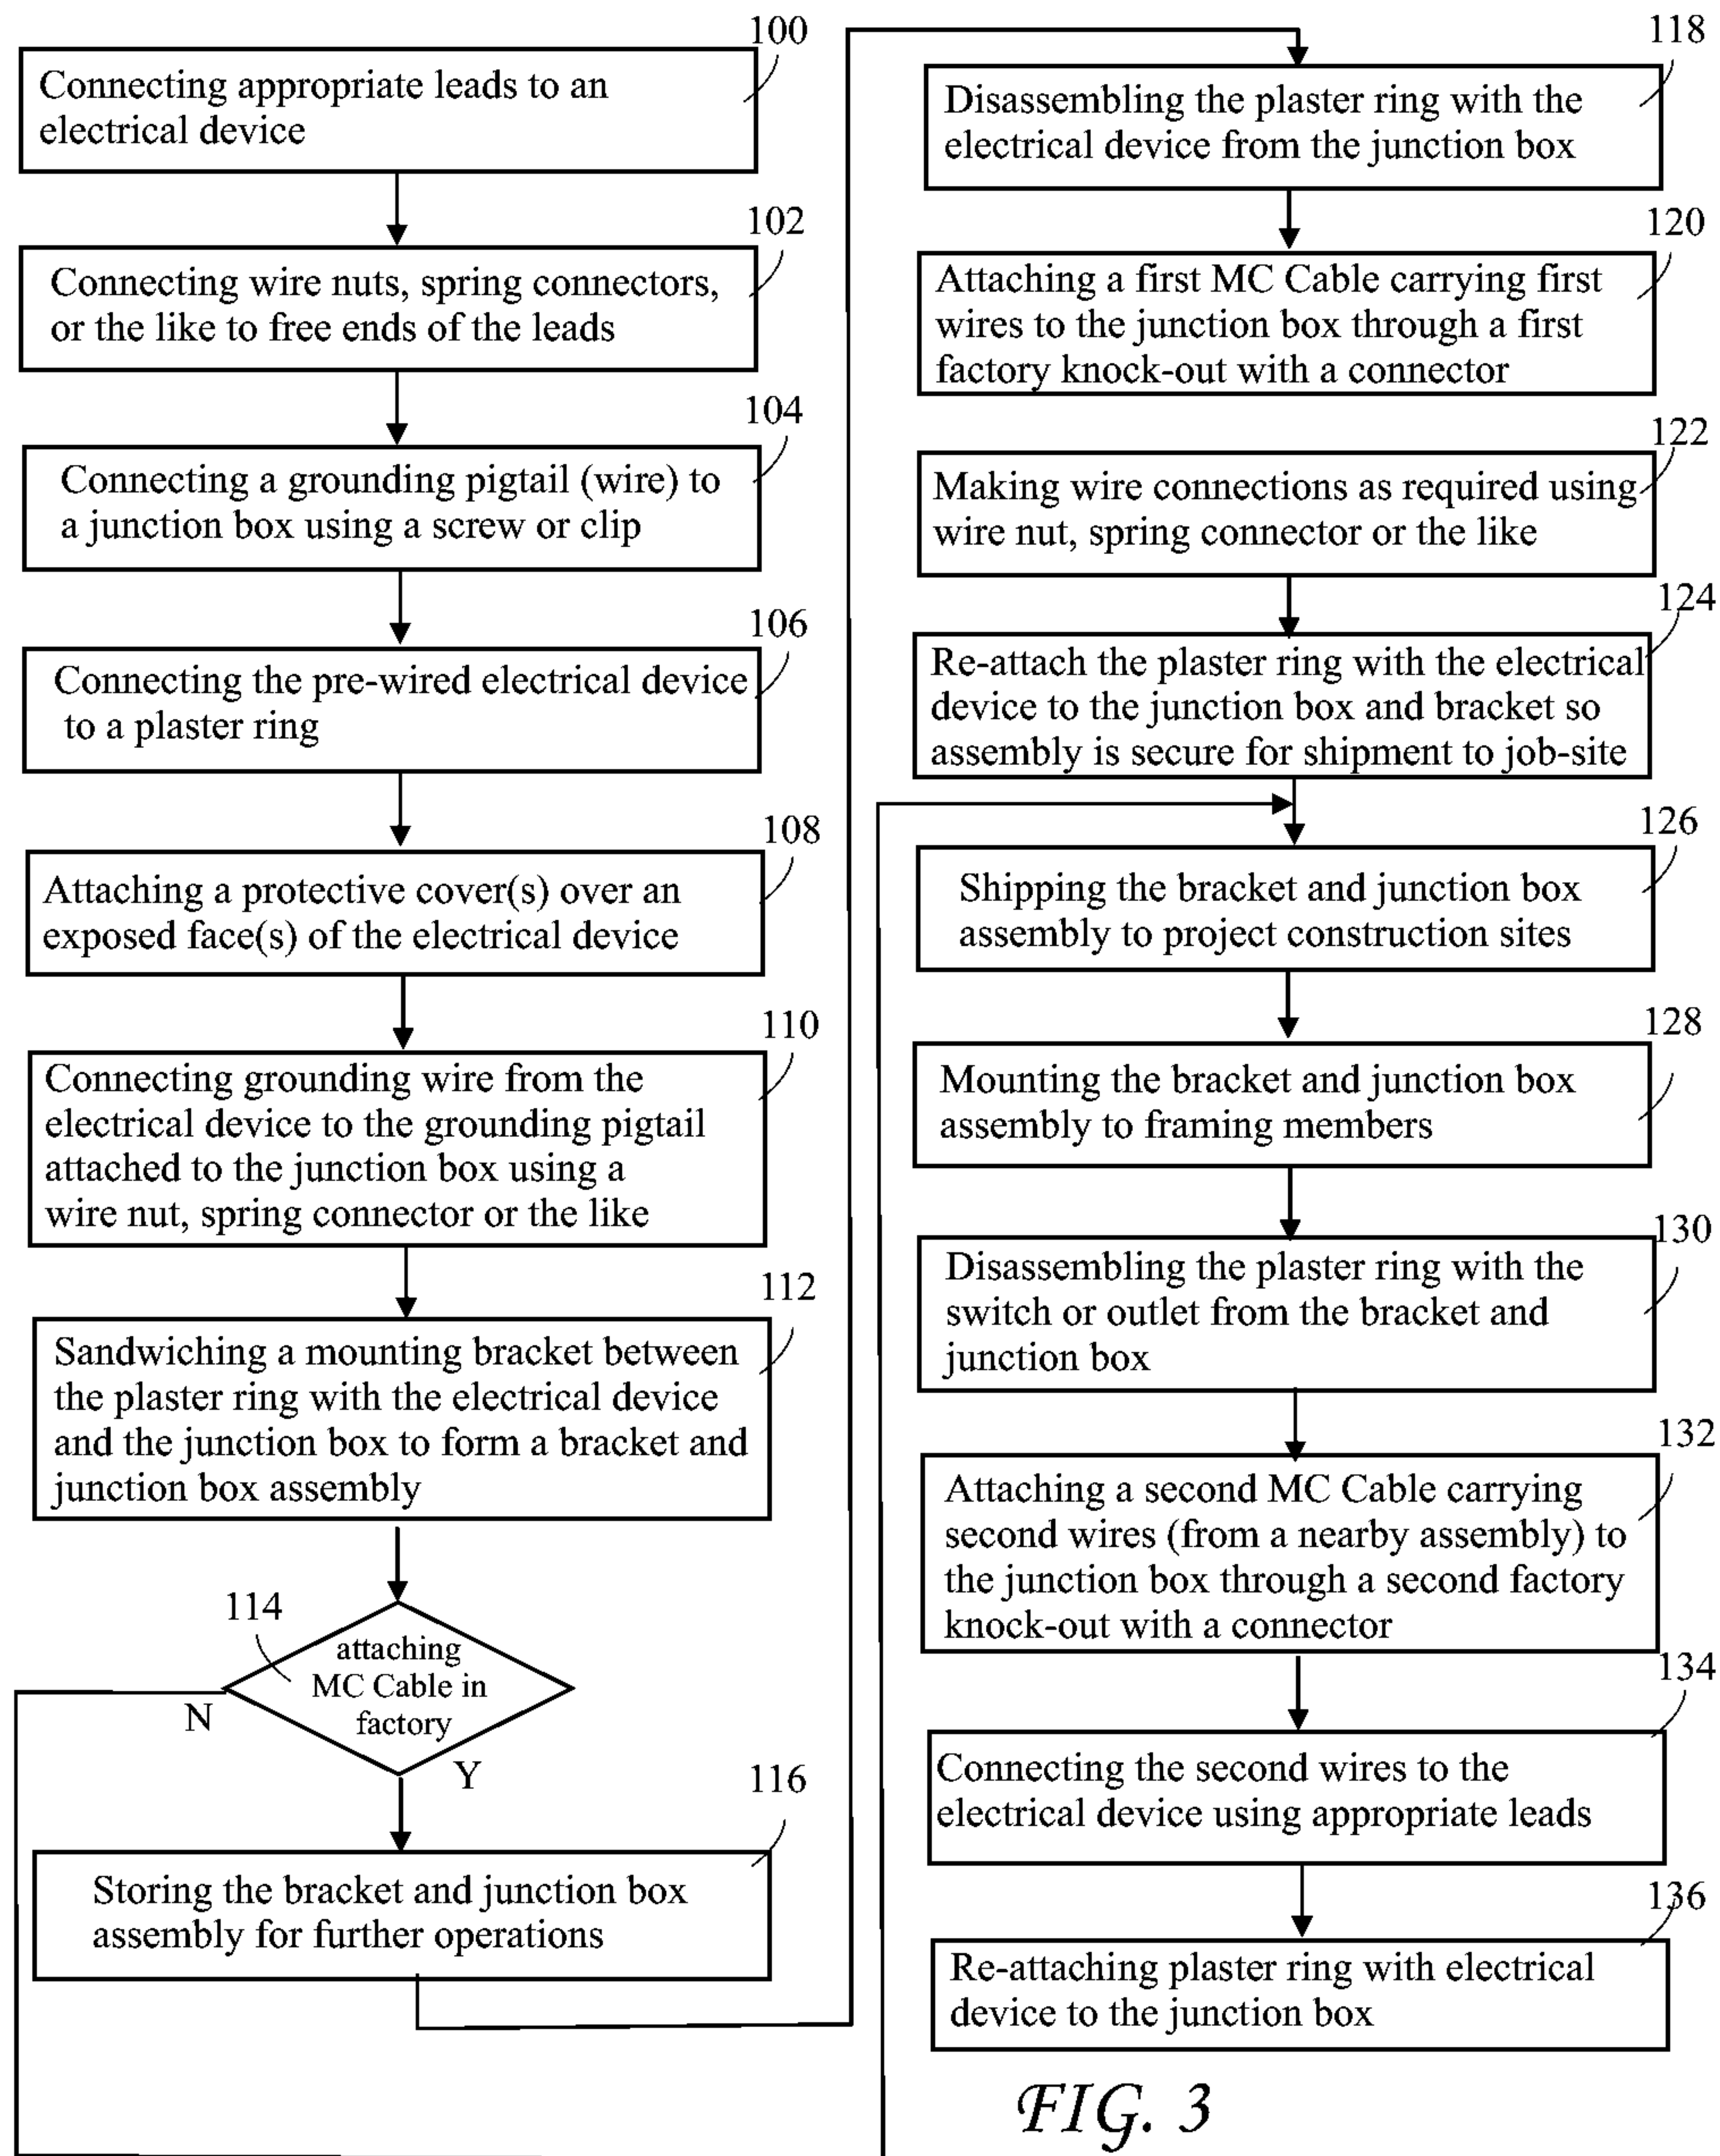 100
Connecting appropriate leads to an
electrical device
102
Connecting wire nuts, spring connectors,
or the like to free ends of the leads
104
Connecting a grounding pigtail (wire) to
a junction box using a screw or clip
106
Connecting the pre-wired electrical device
to a plaster ring
108
Attaching a protective cover(s) over an
exposed face(s) of the electrical device
110
Connecting grounding wire from the
electrical device to the grounding pigtail
attached to the junction box using a
wire nut, spring connector or the like
112
Sandwiching a mounting bracket between
the plaster ring with the electrical device
and the junction box to form a bracket and
junction box assembly
114
attaching
MC Cable in
factory
N
Y
116
Storing the bracket and junction box
assembly for further operations
118
Disassembling the plaster ring with the
electrical device from the junction box
120
Attaching a first MC Cable carrying first
wires to the junction box through a first
factory knock-out with a connector
122
Making wire connections as required using
wire nut, spring connector or the like
124
Re-attach the plaster ring with the electrical
device to the junction box and bracket so
assembly is secure for shipment to job-site
126
Shipping the bracket and junction box
assembly to project construction sites
128
Mounting the bracket and junction box
assembly to framing members
130
Disassembling the plaster ring with the
switch or outlet from the bracket and
junction box
132
Attaching a second MC Cable carrying
second wires (from a nearby assembly) to
the junction box through a second factory
knock-out with a connector
134
Connecting the second wires to the
electrical device using appropriate leads
136
Re-attaching plaster ring with electrical
device to the junction box
FIG. 3